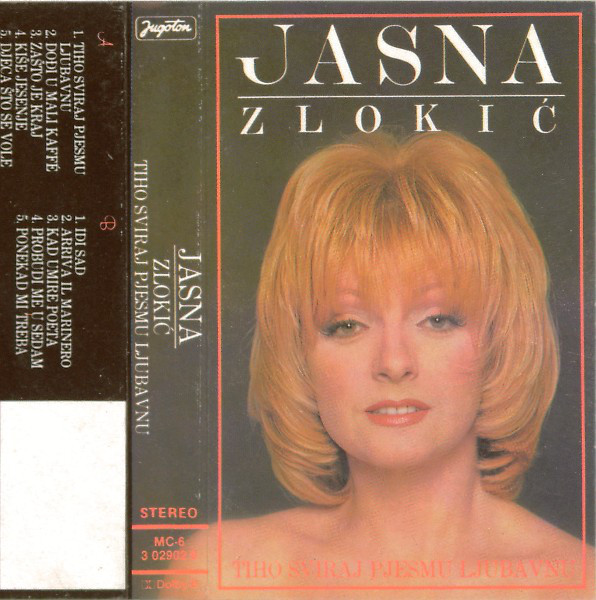 A
1. TIHO SVIRAJ PJESMU
LJUBAVNU
2. DOĐI U MALI KAFFÉ
3. ZAŠTO JE KRAJ
4. KIŠE JESENJE
5. DJECA ŠTO SE VOLE
B
1. IDI SAD
2. ARRIVA IL MARINERO
3. KAD UMIRE POETA
4. PROBUDI ME U SEDAM
5. PONEKAD MI TREBA
Jugoton
JASNA
ZLOKIĆ
TIHO SVIRAJ PJESMU LJUBAVNU
STEREO
MC-6
JASNA
ZLOKIĆ
TIHO SVIRAJ PJESMU LJUBAVNU